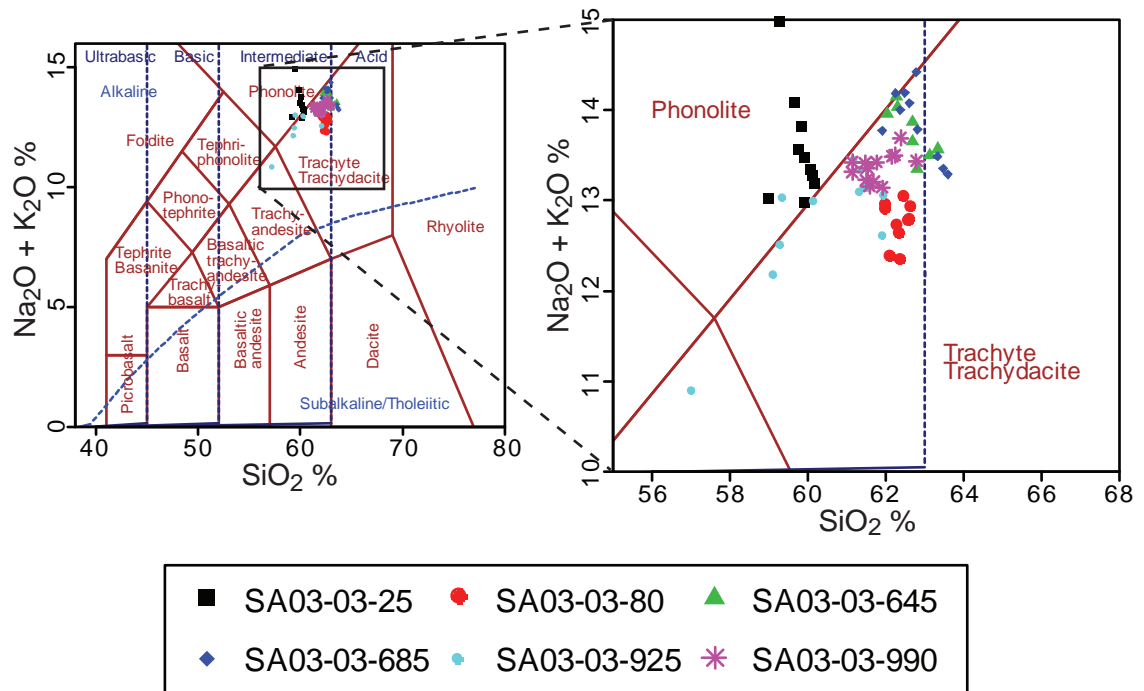 Na₂O + K₂O %
15
10
5
0
40
50
60
70
80
SiO₂ %
Ultrabasic
Basic
Intermediate
Acid
Alkaline
Phonolite
Foidite
Tephri-
phonolite
Trachyte
Trachydacite
Phono-
tephrite
Trachy-
andesite
Rhyolite
Tephrite
Basanite
Basaltic
trachy-
andesite
Trachy-
basalt
Picrobasalt
Basalt
Basaltic
andesite
Andesite
Dacite
Subalkaline/Tholeiitic
Na₂O + K₂O %
15
14
13
12
11
10
56
58
60
62
64
66
68
SiO₂ %
Phonolite
Trachyte
Trachydacite
SA03-03-25
SA03-03-80
SA03-03-645
SA03-03-685
SA03-03-925
SA03-03-990